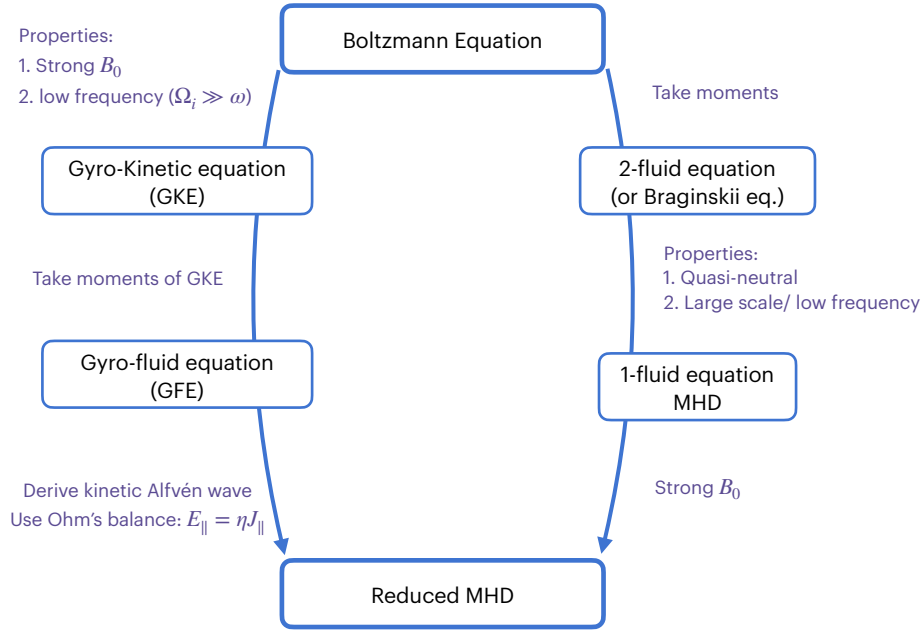 Boltzmann Equation
Properties:
1. Strong B₀
2. low frequency (Ωᵢ ≫ ω)
Take moments
Gyro-Kinetic equation
(GKE)
2-fluid equation
(or Braginskii eq.)
Take moments of GKE
Properties:
1. Quasi-neutral
2. Large scale/ low frequency
Gyro-fluid equation
(GFE)
1-fluid equation
MHD
Derive kinetic Alfvén wave
Use Ohm's balance: E∥ = ηJ∥
Strong B₀
Reduced MHD